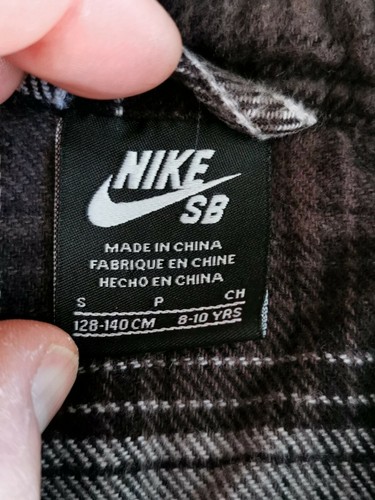 NIKE
SB
MADE IN CHINA
FABRIQUE EN CHINE
HECHO EN CHINA
S P CH
128-140 CM 8-10 YRS